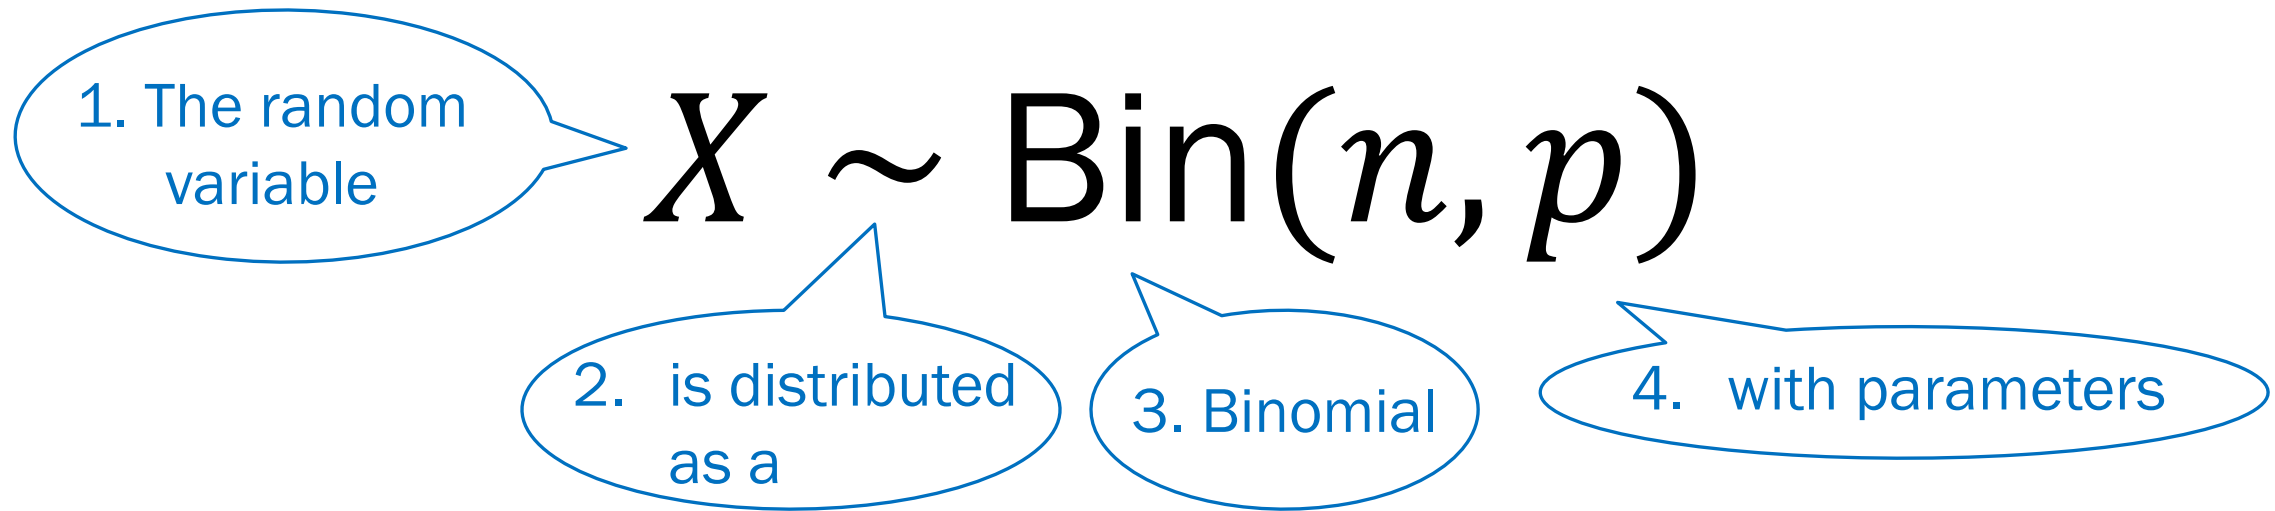 1. The random
variable
X ~ Bin(n, p)
2. is distributed
as a
3. Binomial
4. with parameters